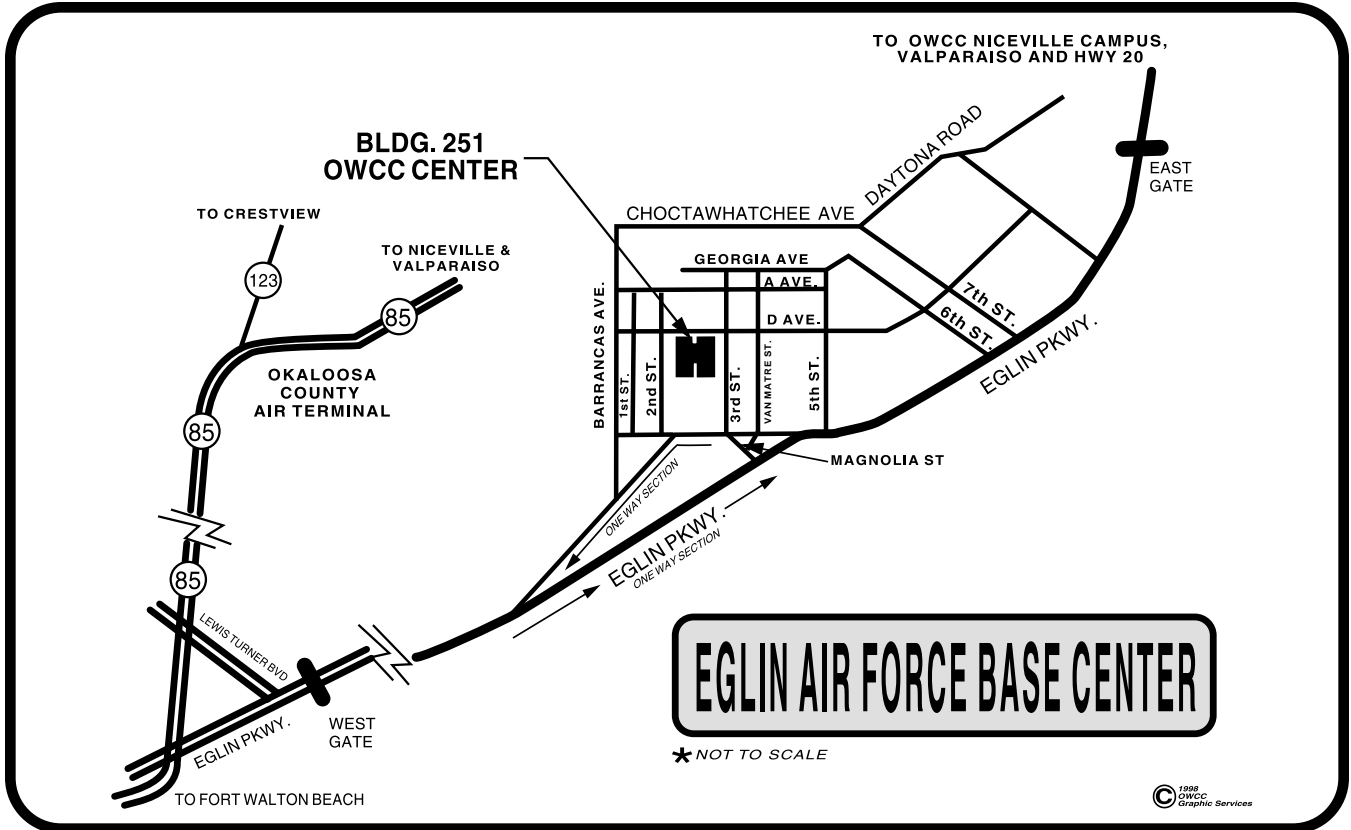 TO OWCC NICEVILLE CAMPUS,
VALPARAISO AND HWY 20
BLDG. 251
OWCC CENTER
DAYTONA ROAD
EAST
GATE
TO CRESTVIEW
CHOCTAWHATCHEE AVE
TO NICEVILLE &
VALPARAISO
GEORGIA AVE
123
A AVE.
85
D AVE.
7th ST.
6th ST.
BARRANCAS AVE.
1st ST.
2nd ST.
3rd ST.
VAN MATRE ST.
5th ST.
EGLIN PKWY.
OKALOOSA
COUNTY
AIR TERMINAL
85
MAGNOLIA ST
ONE WAY SECTION
EGLIN PKWY.
ONE WAY SECTION
85
LEWIS TURNER BVD
EGLIN AIR FORCE BASE CENTER
WEST
GATE
EGLIN PKWY.
*NOT TO SCALE
TO FORT WALTON BEACH
© 1998
OWCC
Graphic Services